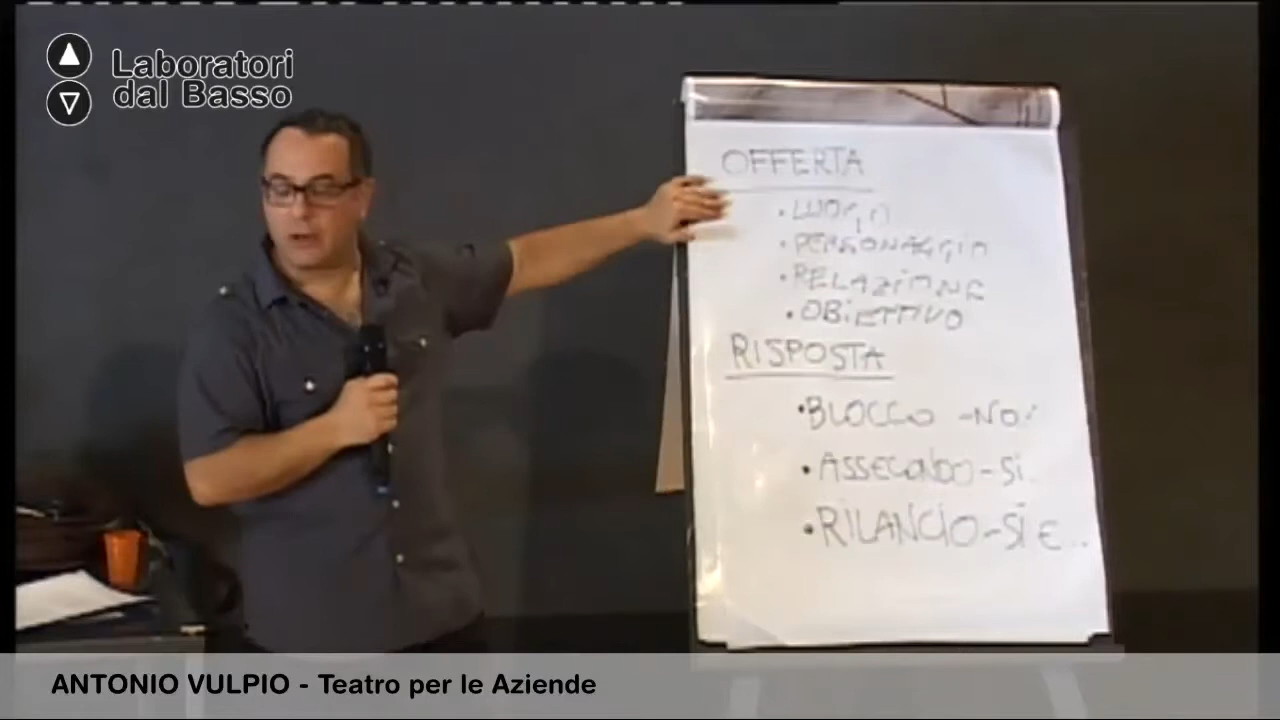 Laboratori
dal Basso
OFFERTA
• LUOGO
• PERSONAGGIO
• RELAZIONE
• OBIETTIVO
RISPOSTA
• BLOCCO - NO!
• ASSECONDO - SI.
• RILANCIO - SI E...
ANTONIO VULPIO - Teatro per le Aziende